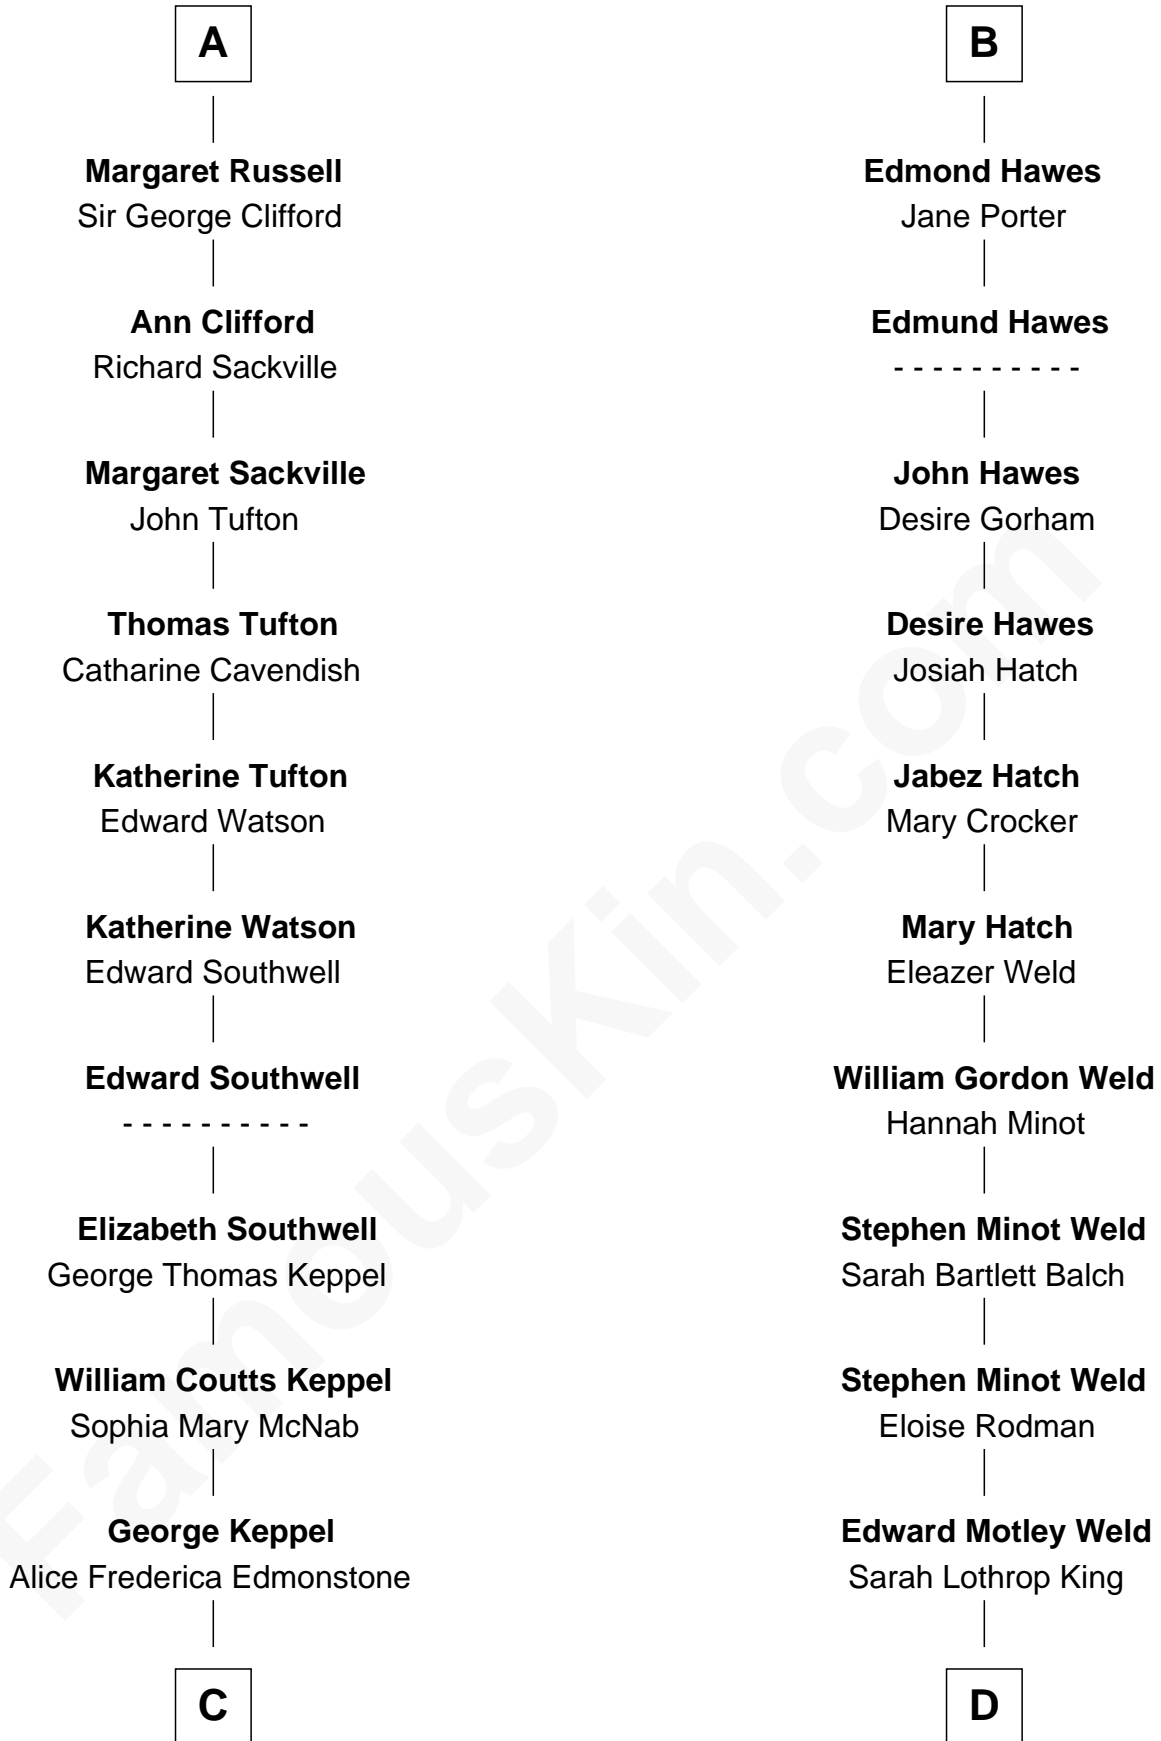 A
Margaret Russell
Sir George Clifford
Ann Clifford
Richard Sackville
Margaret Sackville
John Tufton
Thomas Tufton
Catharine Cavendish
Katherine Tufton
Edward Watson
Katherine Watson
Edward Southwell
Edward Southwell
- - - - - - - - - -
Elizabeth Southwell
George Thomas Keppel
William Coutts Keppel
Sophia Mary McNab
George Keppel
Alice Frederica Edmonstone
C
B
Edmond Hawes
Jane Porter
Edmund Hawes
- - - - - - - - - -
John Hawes
Desire Gorham
Desire Hawes
Josiah Hatch
Jabez Hatch
Mary Crocker
Mary Hatch
Eleazer Weld
William Gordon Weld
Hannah Minot
Stephen Minot Weld
Sarah Bartlett Balch
Stephen Minot Weld
Eloise Rodman
Edward Motley Weld
Sarah Lothrop King
D
FamousKin.com